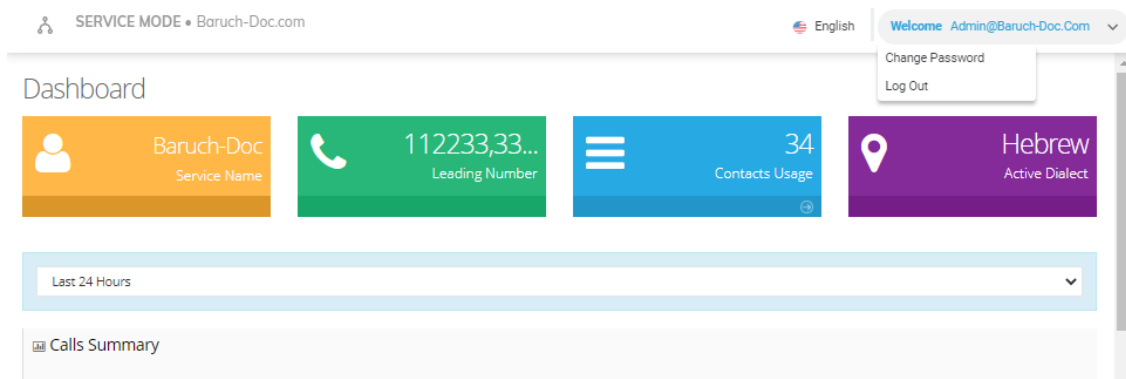 SERVICE MODE • Baruch-Doc.com
English
Welcome Admin@Baruch-Doc.Com
Change Password
Log Out
Dashboard
Baruch-Doc
Service Name
112233,33...
Leading Number
34
Contacts Usage
Hebrew
Active Dialect
Last 24 Hours
Calls Summary